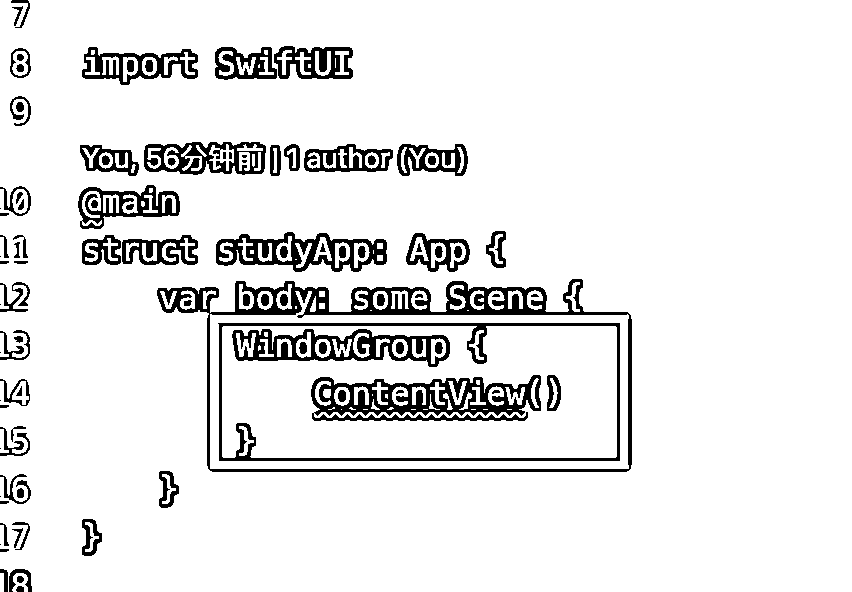 7
8 import SwiftUI
9
You, 56分钟前 | 1 author (You)
10 @main
11 struct studyApp: App {
12 var body: some Scene {
13 WindowGroup {
14 ContentView()
15 }
16 }
17 }
18